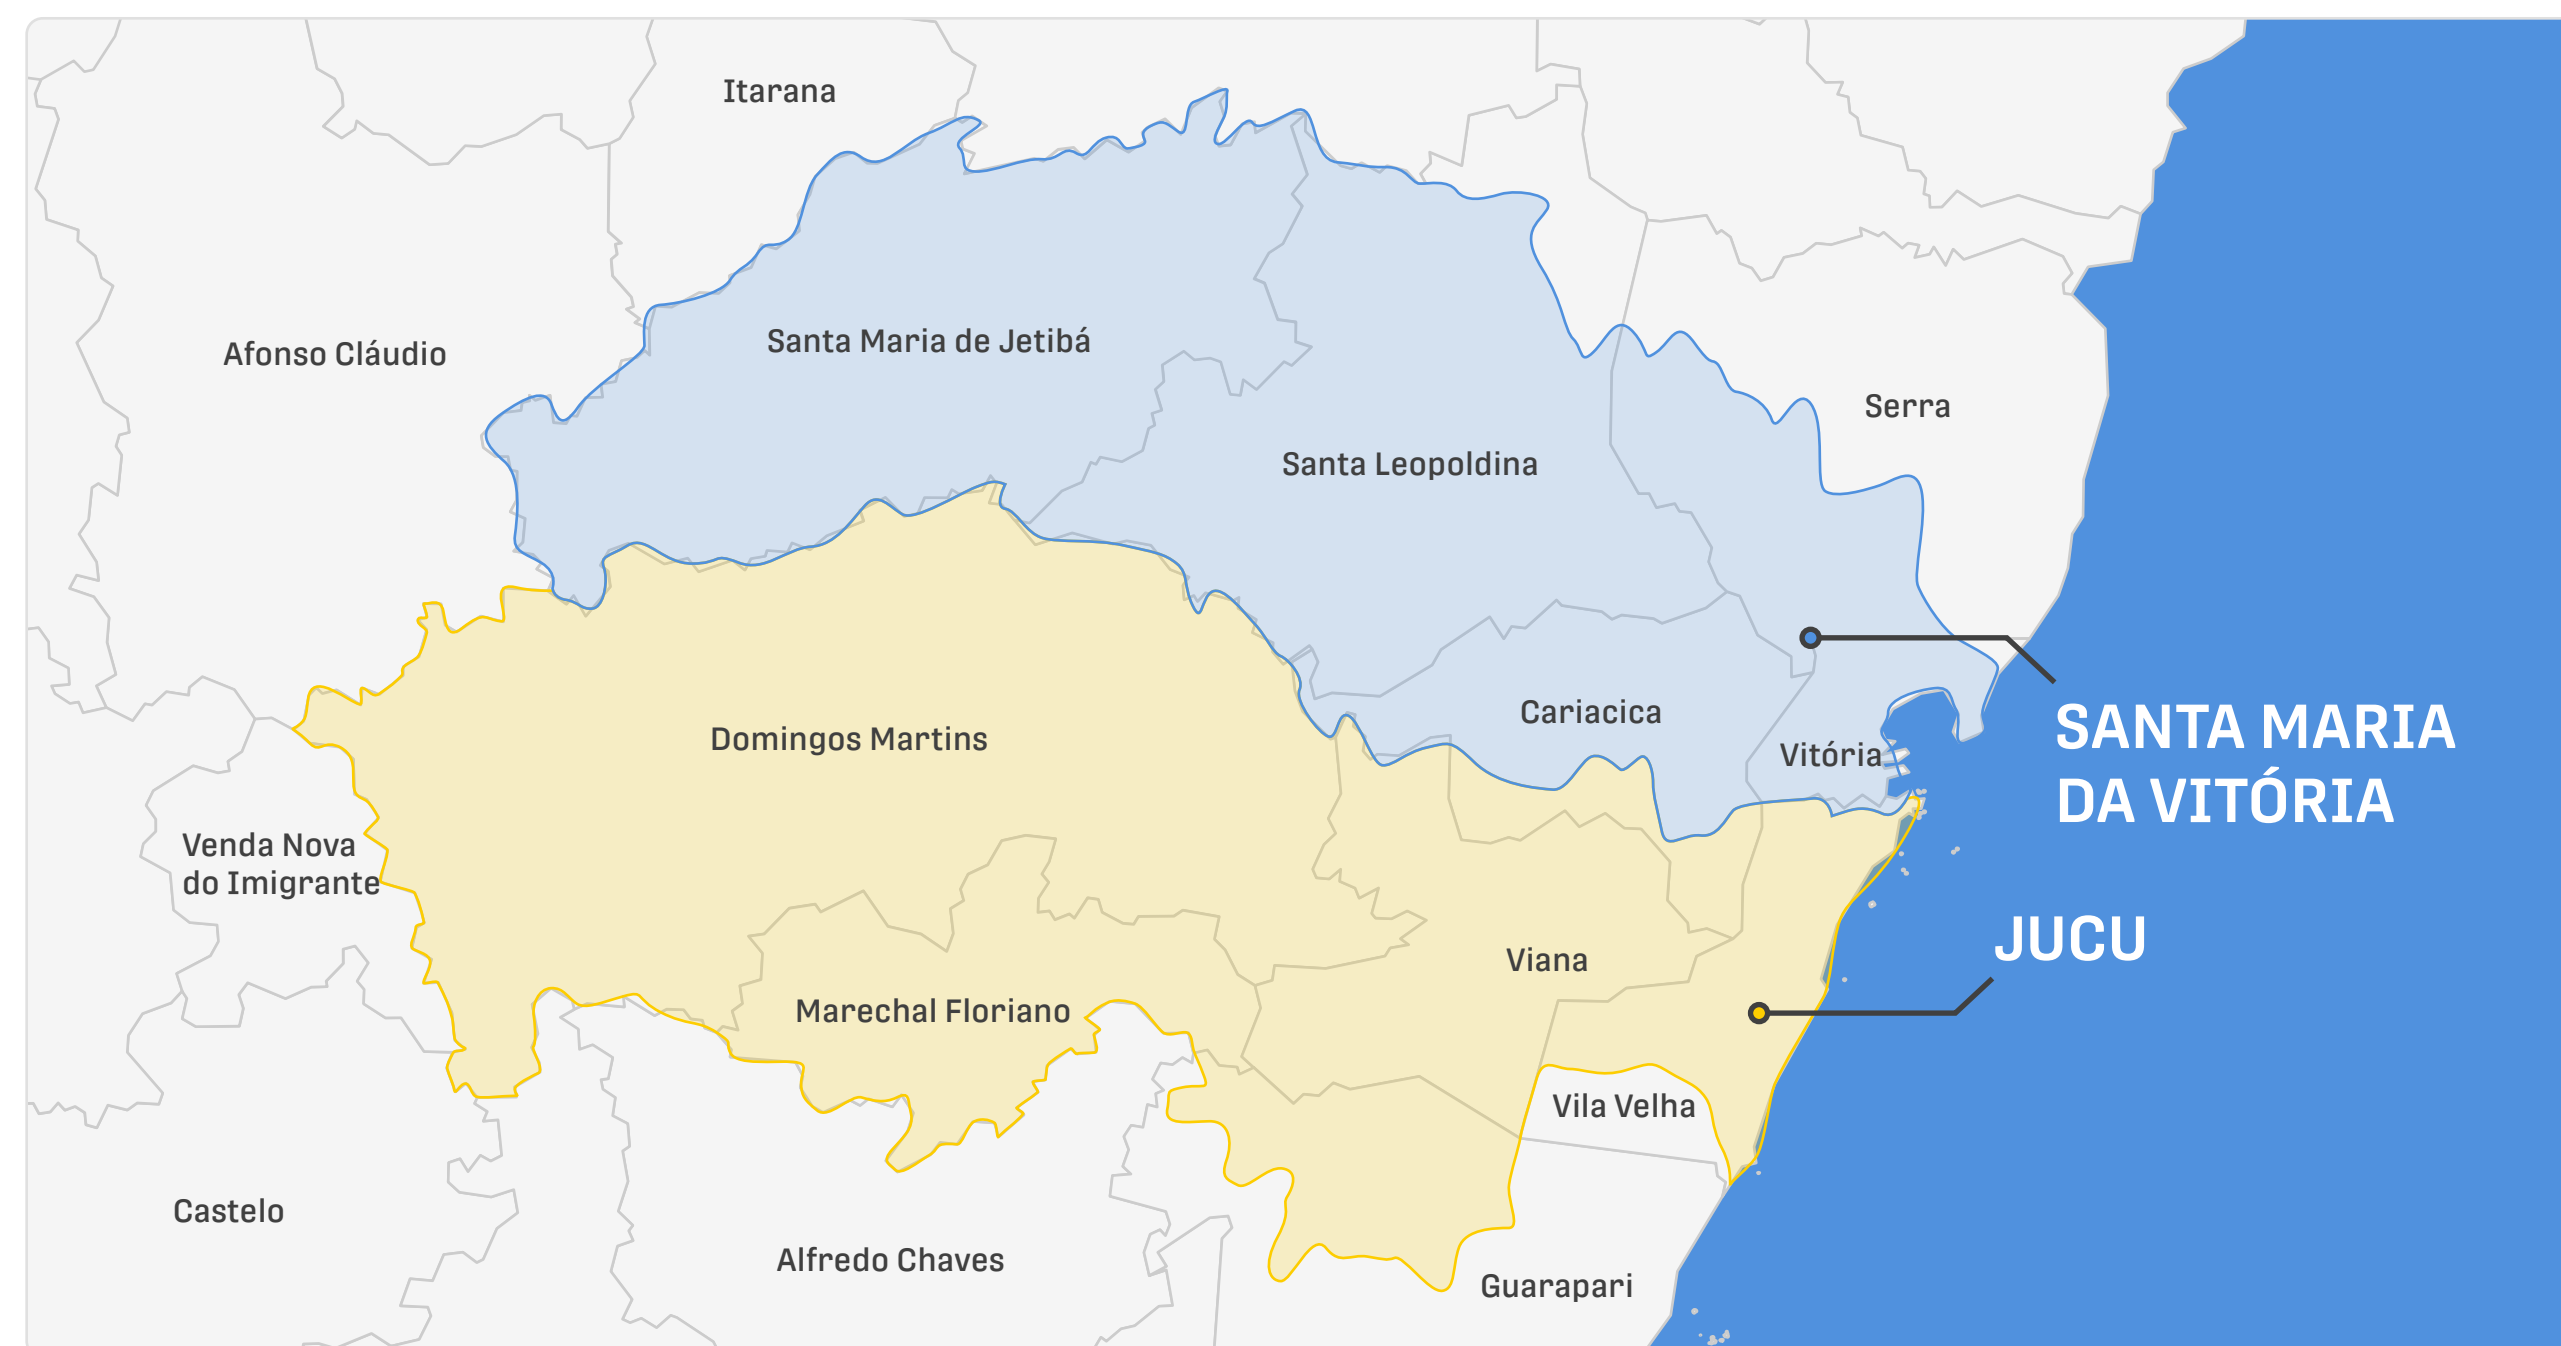 Itarana
Afonso Cláudio
Santa Maria de Jetibá
Serra
Santa Leopoldina
Cariacica
Domingos Martins
Vitória
SANTA MARIA
DA VITÓRIA
Venda Nova
do Imigrante
JUCU
Viana
Marechal Floriano
Vila Velha
Castelo
Alfredo Chaves
Guarapari